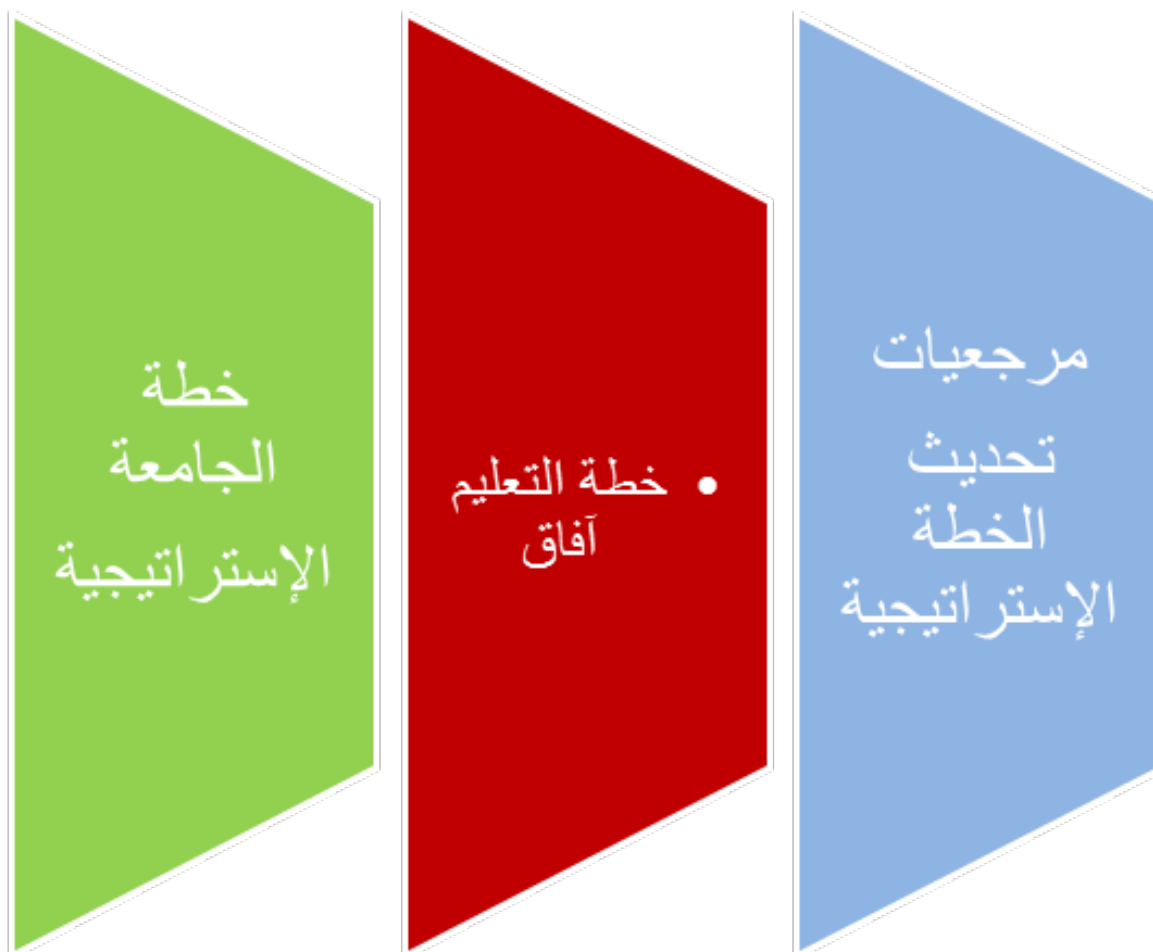 مرجعيات
تحديث
الخطة
الإستراتيجية
• خطة التعليم
آفاق
خطة
الجامعة
الإستراتيجية